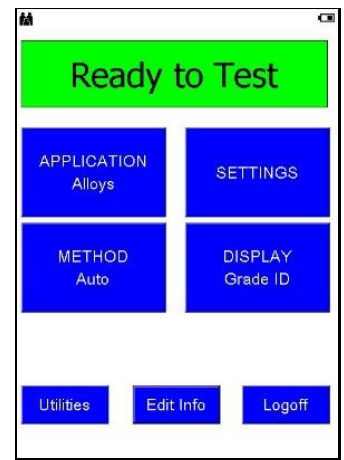 Ready to Test
APPLICATION
Alloys
SETTINGS
METHOD
Auto
DISPLAY
Grade ID
Utilities
Edit Info
Logoff